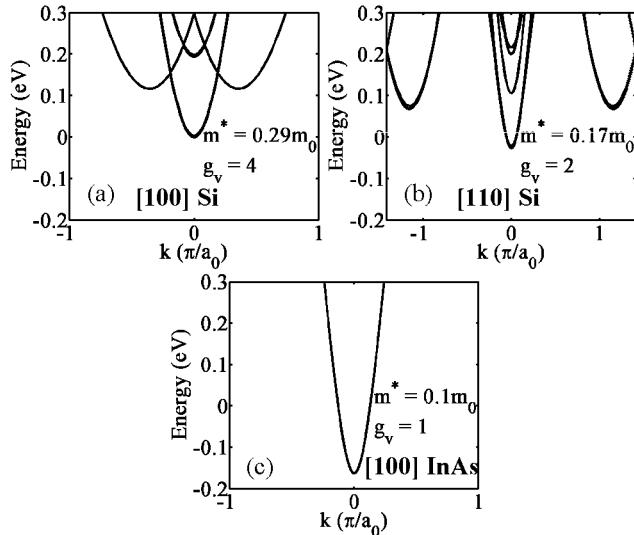 0.3
0.2
0.1
0
-0.1
-0.2
Energy (eV)
m* = 0.29m₀
gᵥ = 4
(a)
[100] Si
-1
0
1
k (π/a₀)
0.3
0.2
0.1
0
-0.1
-0.2
Energy (eV)
m* = 0.17m₀
gᵥ = 2
(b)
[110] Si
-1
0
1
k (π/a₀)
0.3
0.2
0.1
0
-0.1
-0.2
Energy (eV)
m* = 0.1m₀
gᵥ = 1
(c)
[100] InAs
-1
0
1
k (π/a₀)